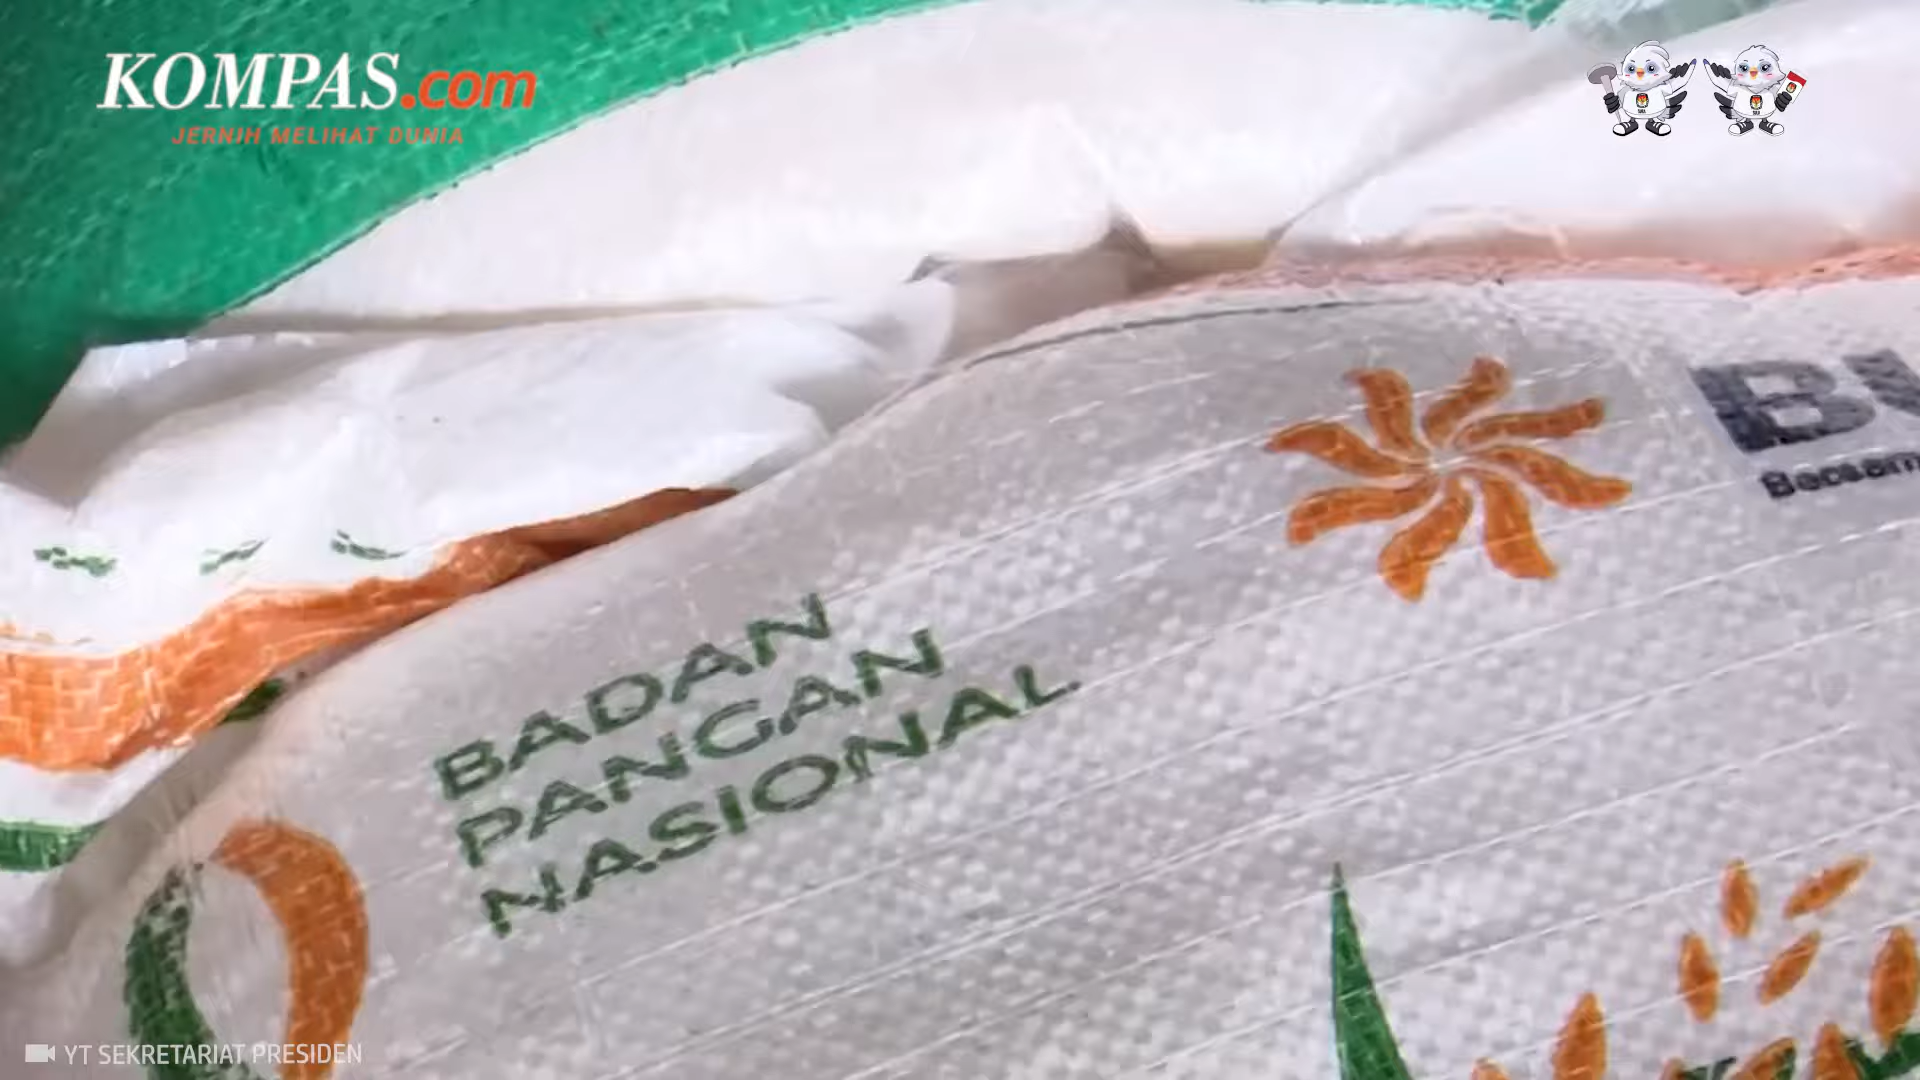 KOMPAS.com
JERNIH MELIHAT DUNIA
BADAN
PANGAN
NASIONAL
YT SEKRETARIAT PRESIDEN